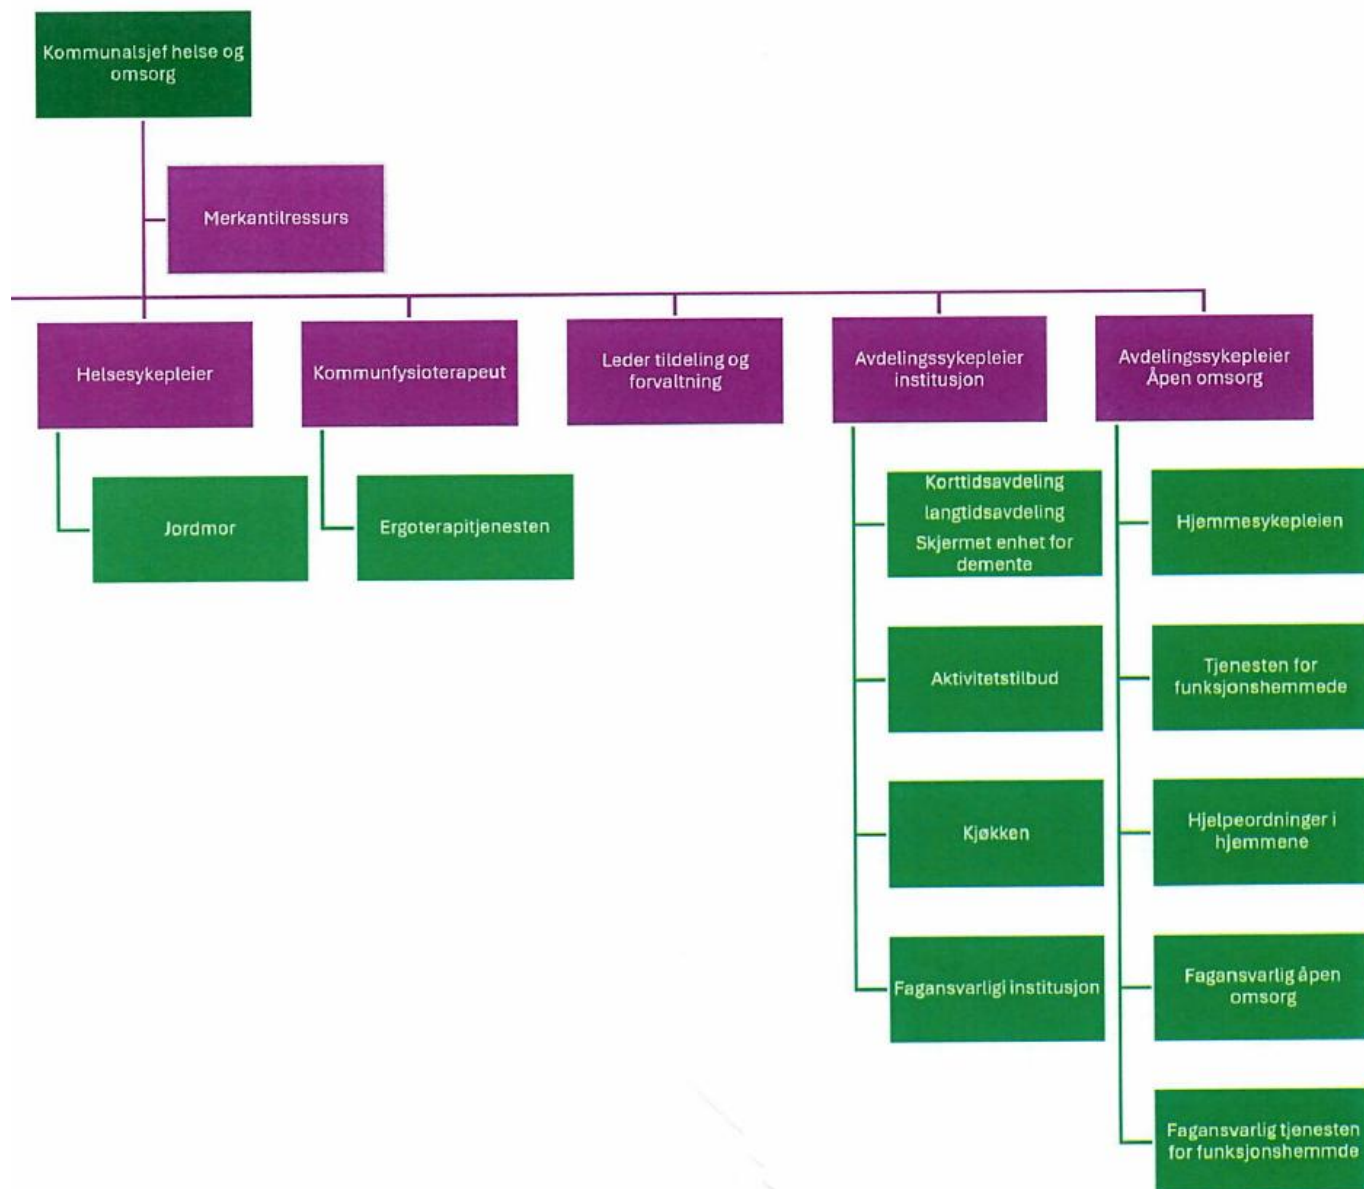 Kommunalsjef helse og
omsorg
Merkantilressurs
Helsesykepleier
Kommunfysioterapeut
Leder tildeling og
forvaltning
Avdelingssykepleier
institusjon
Avdelingssykepleier
Åpen omsorg
Jordmor
Ergoterapitjenesten
Korttidsavdeling
langtidsavdeling
Skjermet enhet for
demente
Hjemmesykepleien
Aktivitetstilbud
Tjenesten for
funksjonshemmede
Kjøkken
Hjelpeordninger i
hjemmene
Fagansvarligi institusjon
Fagansvarlig åpen
omsorg
Fagansvarlig tjenesten
for funksjonshemmde